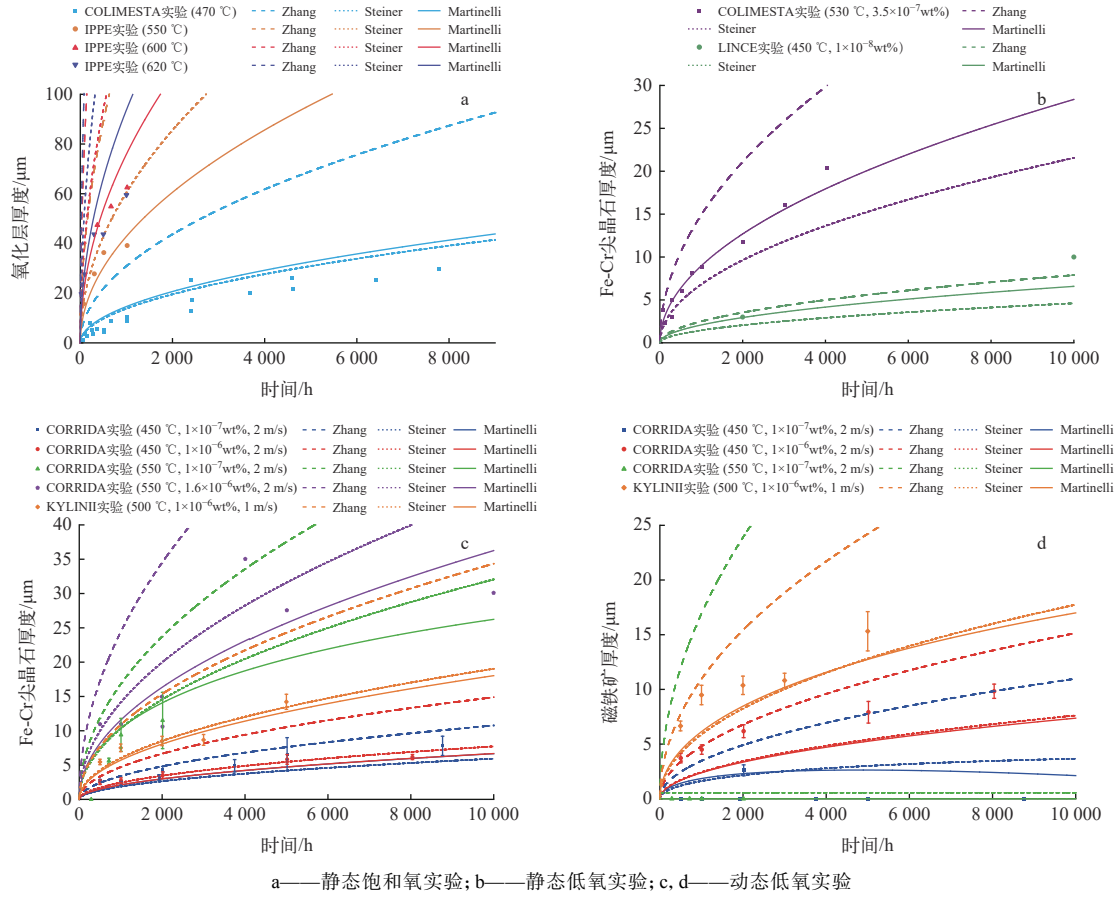 COLIMESTA实验 (470 ℃) Zhang Steiner Martinelli
IPPE实验 (550 ℃) Zhang Steiner Martinelli
IPPE实验 (600 ℃) Zhang Steiner Martinelli
IPPE实验 (620 ℃) Zhang Steiner Martinelli
a
氧化层厚度/μm
100
80
60
40
20
0
0 2 000 4 000 6 000 8 000
时间/h
COLIMESTA实验 (530 ℃, 3.5×10⁻⁷wt%) Zhang
Steiner Martinelli
LINCE实验 (450 ℃, 1×10⁻⁸wt%) Zhang
Steiner Martinelli
b
Fe-Cr尖晶石厚度/μm
30
25
20
15
10
5
0
0 2 000 4 000 6 000 8 000 10 000
时间/h
CORRIDA实验 (450 ℃, 1×10⁻⁷wt%, 2 m/s) Zhang Steiner Martinelli
CORRIDA实验 (450 ℃, 1×10⁻⁶wt%, 2 m/s) Zhang Steiner Martinelli
CORRIDA实验 (550 ℃, 1×10⁻⁷wt%, 2 m/s) Zhang Steiner Martinelli
CORRIDA实验 (550 ℃, 1.6×10⁻⁶wt%, 2 m/s) Zhang Steiner Martinelli
KYLINII实验 (500 ℃, 1×10⁻⁶wt%, 1 m/s) Zhang Steiner Martinelli
c
Fe-Cr尖晶石厚度/μm
40
35
30
25
20
15
10
5
0
0 2 000 4 000 6 000 8 000 10 000
时间/h
CORRIDA实验 (450 ℃, 1×10⁻⁷wt%, 2 m/s) Zhang Steiner Martinelli
CORRIDA实验 (450 ℃, 1×10⁻⁶wt%, 2 m/s) Zhang Steiner Martinelli
CORRIDA实验 (550 ℃, 1×10⁻⁷wt%, 2 m/s) Zhang Steiner Martinelli
KYLINII实验 (500 ℃, 1×10⁻⁶wt%, 1 m/s) Zhang Steiner Martinelli
d
磁铁矿厚度/μm
25
20
15
10
5
0
0 2 000 4 000 6 000 8 000 10 000
时间/h
a——静态饱和氧实验; b——静态低氧实验; c, d——动态低氧实验